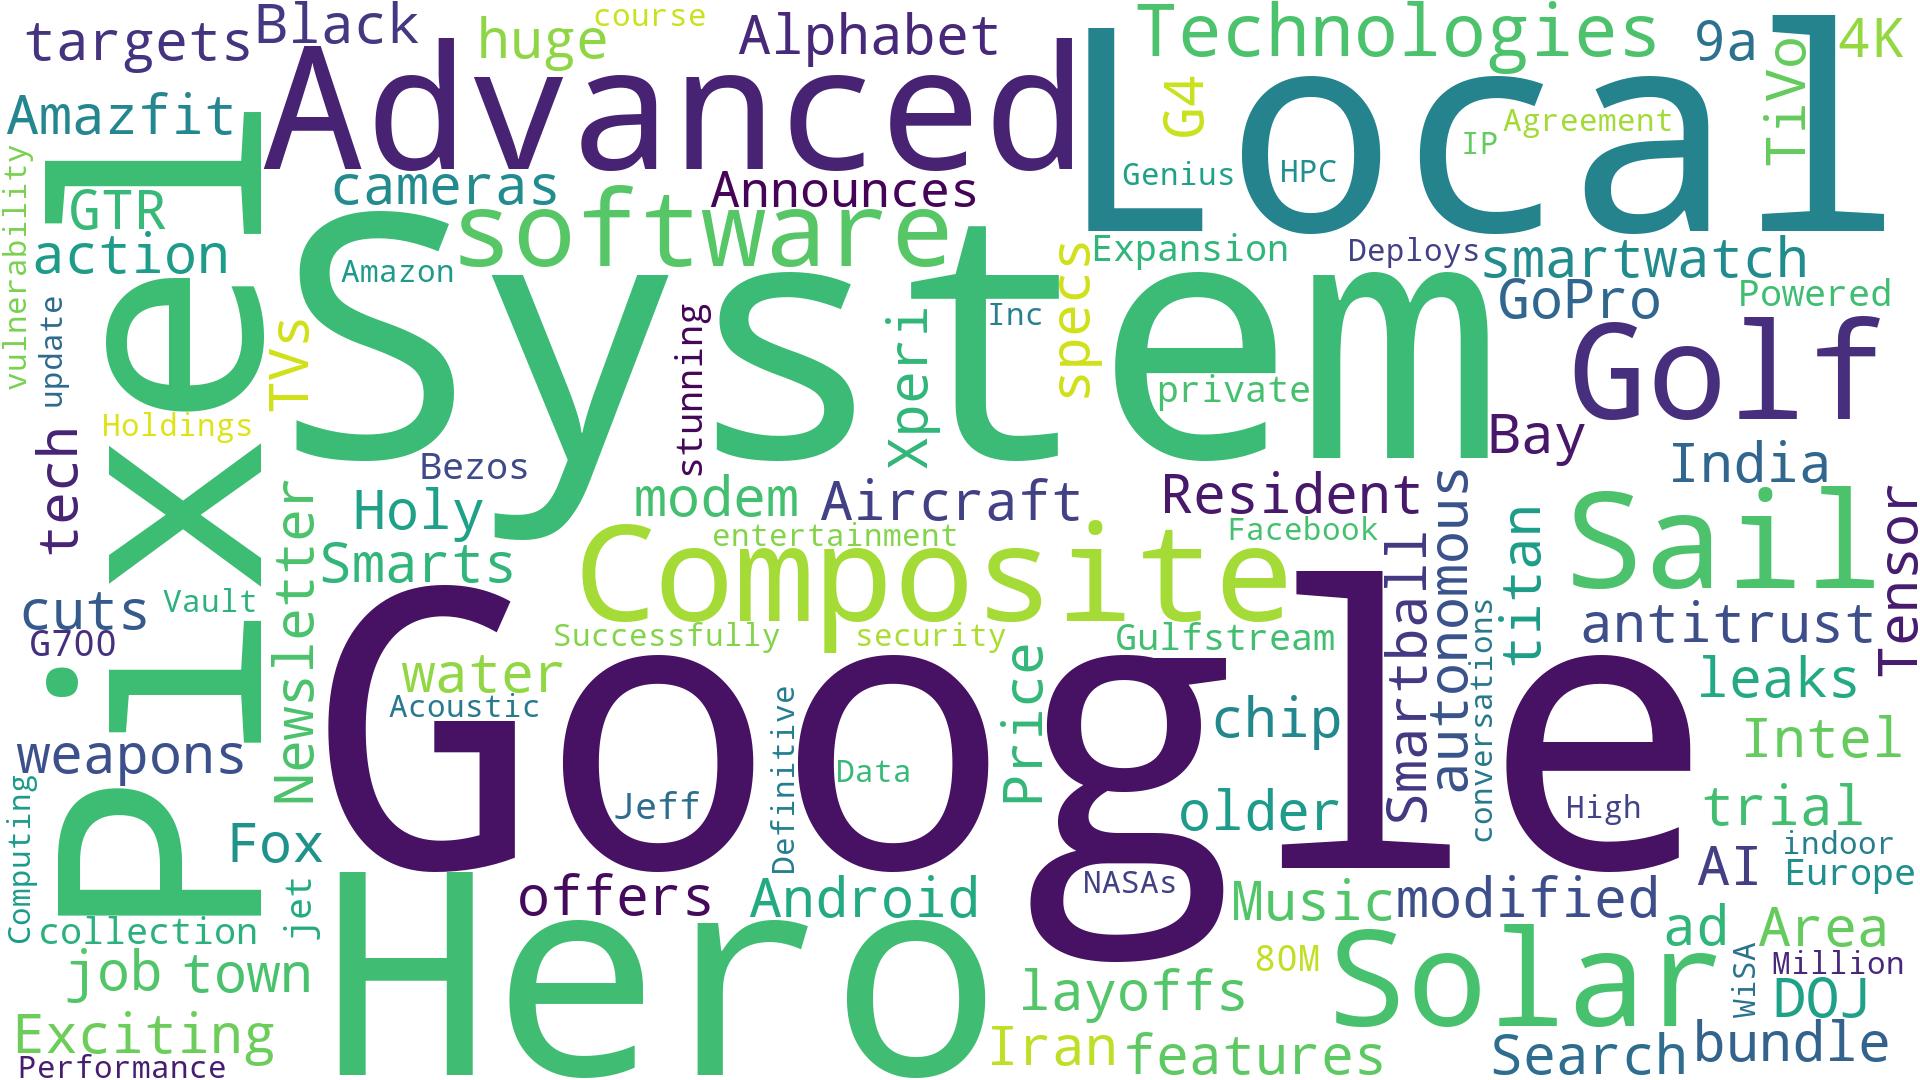 targets
Black
huge
course
Alphabet
Technologies
9a
TiVo
4K
Advanced
Local
Amazfit
G4
Agreement
IP
vulnerability
GTR
cameras
Announces
Genius
HPC
action
software
Amazon
System
specs
Expansion
Deploys
smartwatch
GoPro
Powered
update
TVs
stunning
Xperi
Inc
private
Golf
Pixel
Holdings
tech
Bezos
Bay
India
Holy
modem
Aircraft
Resident
Newsletter
Smarts
entertainment
Composite
Facebook
Smartball
autonomous
titan
Sail
Tensor
cuts
Vault
G700
Successfully
security
Gulfstream
conversations
antitrust
water
Acoustic
Google
Price
chip
leaks
weapons
Definitive
Data
Intel
Computing
Jeff
older
High
trial
Fox
indoor
jet
offers
Android
NASAs
Music
modified
AI
Europe
collection
Hero
80M
Solar
ad
Area
job
town
layoffs
WiSA
Million
DOJ
Exciting
Iran
features
Search
bundle
Performance